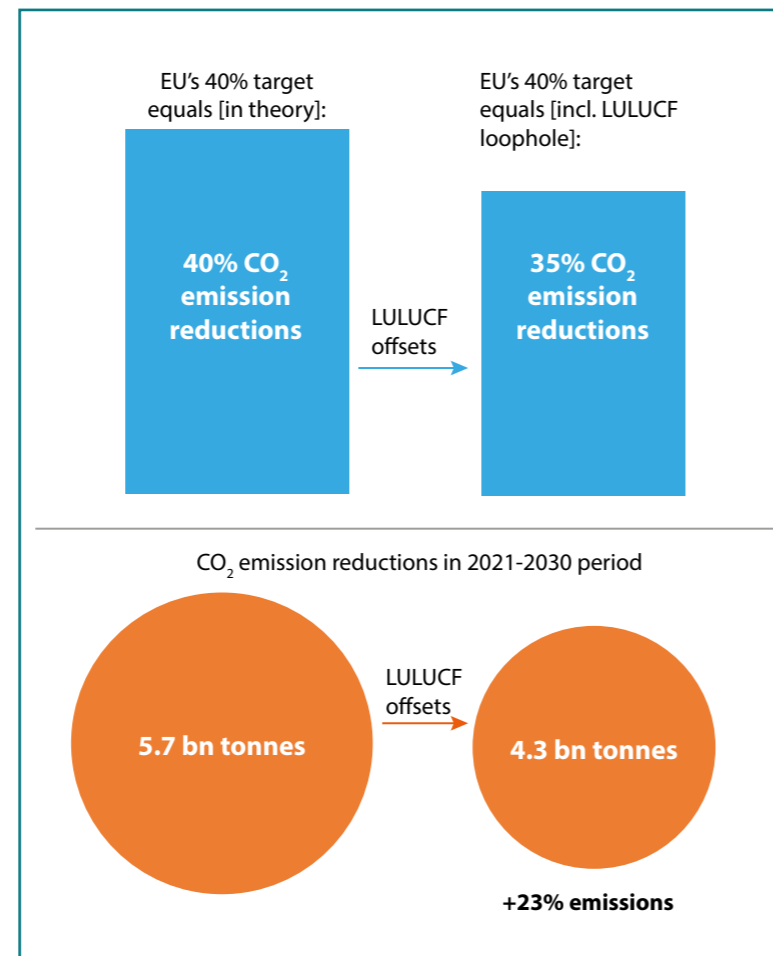 EU's 40% target
equals [in theory]:
EU's 40% target
equals [incl. LULUCF
loophole]:
40% CO₂
emission
reductions
LULUCF
offsets
35% CO₂
emission
reductions
CO₂ emission reductions in 2021-2030 period
5.7 bn tonnes
LULUCF
offsets
4.3 bn tonnes
+23% emissions